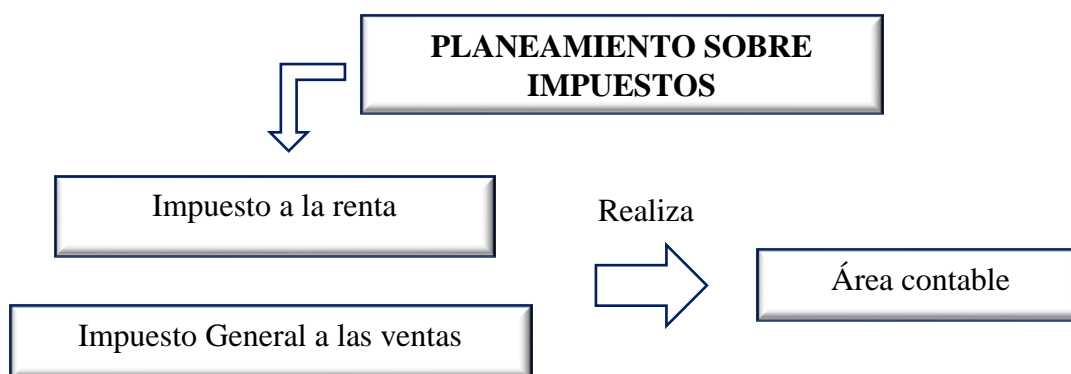 PLANEAMIENTO SOBRE
IMPUESTOS
Impuesto a la renta
Realiza
Área contable
Impuesto General a las ventas